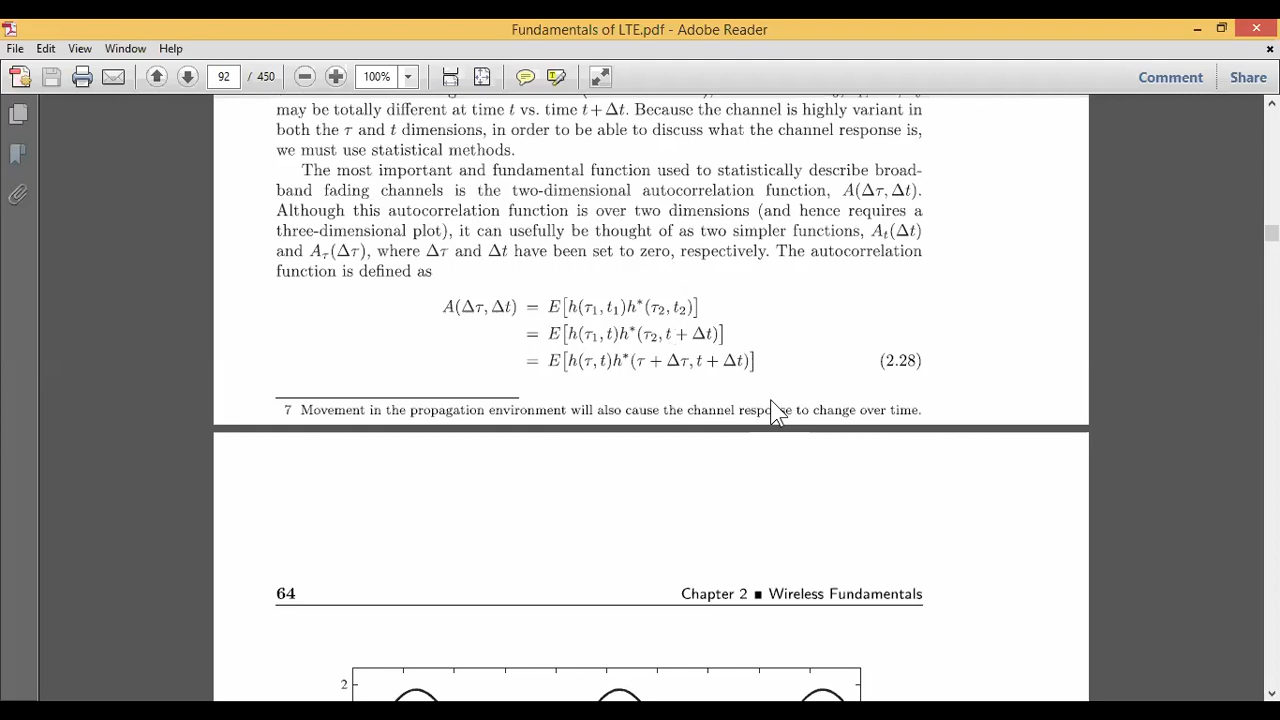 Fundamentals of LTE.pdf - Adobe Reader
File Edit View Window Help
92 / 450 100% Comment Share
may be totally different at time t vs. time t + Δt. Because the channel is highly variant in
both the τ and t dimensions, in order to be able to discuss what the channel response is,
we must use statistical methods.
The most important and fundamental function used to statistically describe broad-
band fading channels is the two-dimensional autocorrelation function, A(Δτ, Δt).
Although this autocorrelation function is over two dimensions (and hence requires a
three-dimensional plot), it can usefully be thought of as two simpler functions, Aₜ(Δt)
and A_τ(Δτ), where Δτ and Δt have been set to zero, respectively. The autocorrelation
function is defined as
A(Δτ, Δt) = E[h(τ₁, t₁)h*(τ₂, t₂)]
= E[h(τ₁, t)h*(τ₂, t + Δt)]
= E[h(τ, t)h*(τ + Δτ, t + Δt)] (2.28)
7 Movement in the propagation environment will also cause the channel response to change over time.
64 Chapter 2 ■ Wireless Fundamentals
2